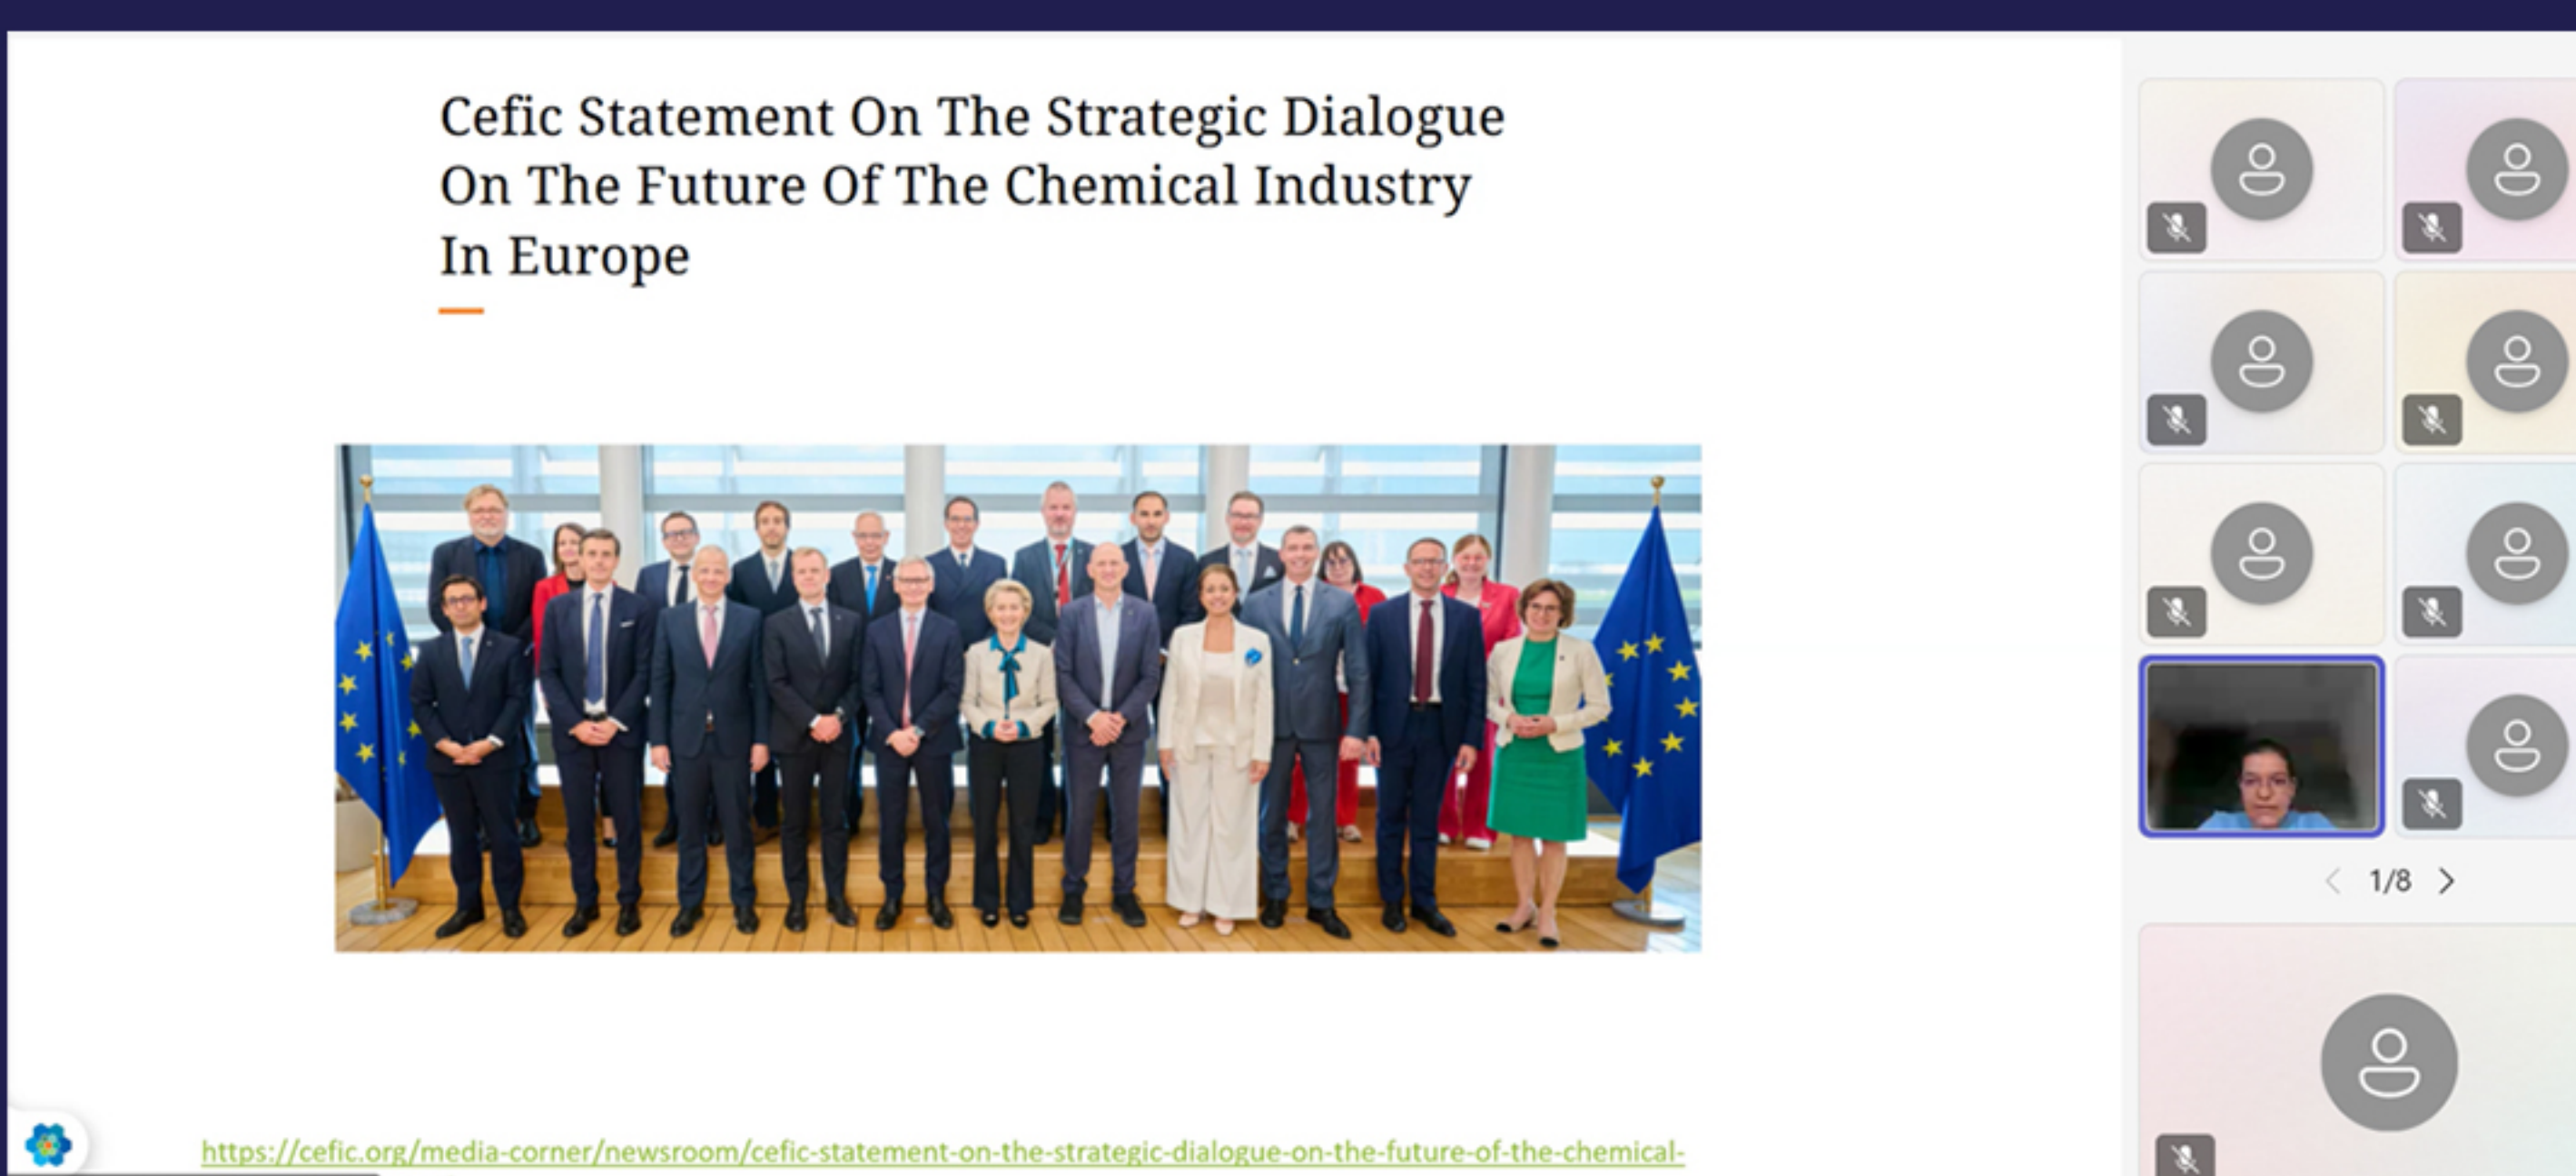 Cefic Statement On The Strategic Dialogue
On The Future Of The Chemical Industry
In Europe
1/8
https://cefic.org/media-corner/newsroom/cefic-statement-on-the-strategic-dialogue-on-the-future-of-the-chemical-